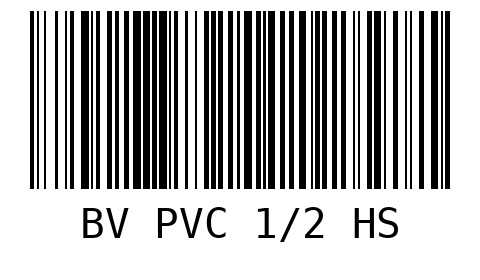 BV PVC 1/2 HS